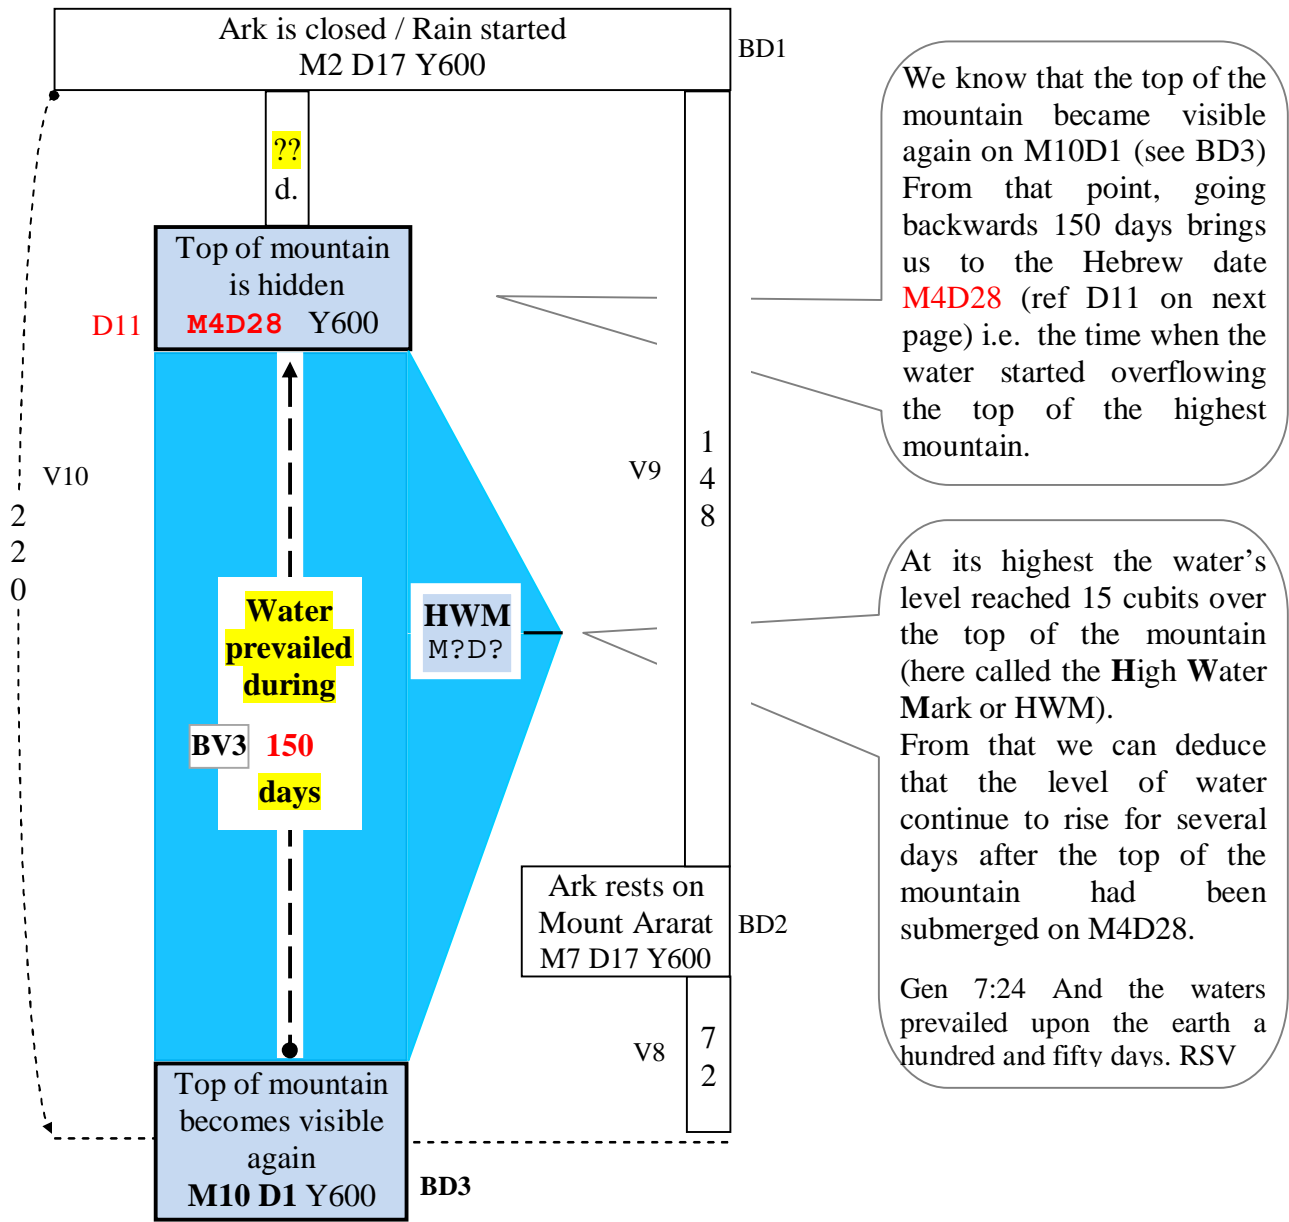 Ark is closed / Rain started
M2 D17 Y600
BD1
??
d.
Top of mountain
is hidden
M4D28 Y600
D11
V10
2
2
0
V9
1
4
8
Water
prevailed
during
BV3 150
days
HWM
M?D?
Ark rests on
Mount Ararat
M7 D17 Y600
BD2
V8
7
2
Top of mountain
becomes visible
again
M10 D1 Y600
BD3
We know that the top of the
mountain became visible
again on M10D1 (see BD3)
From that point, going
backwards 150 days brings
us to the Hebrew date
M4D28 (ref D11 on next
page) i.e. the time when the
water started overflowing
the top of the highest
mountain.
At its highest the water’s
level reached 15 cubits over
the top of the mountain
(here called the High Water
Mark or HWM).
From that we can deduce
that the level of water
continue to rise for several
days after the top of the
mountain had been
submerged on M4D28.
Gen 7:24 And the waters
prevailed upon the earth a
hundred and fifty days. RSV